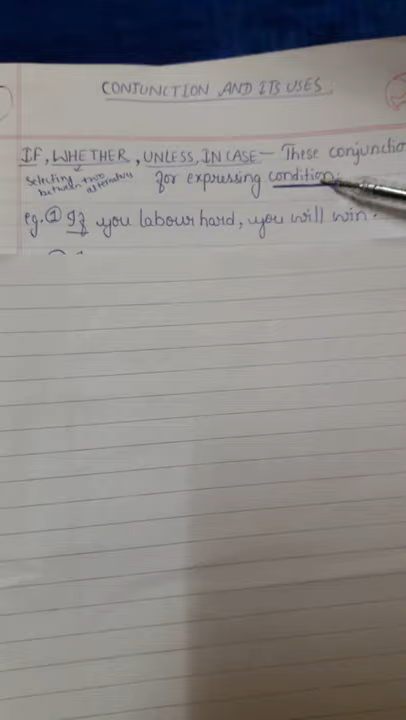 CONJUNCTION AND ITS USES
IF, WHETHER, UNLESS, IN CASE - These conjunctio
Selecting between two alternatives
for expressing condition.
eg. ① If you labour hard, you will win.